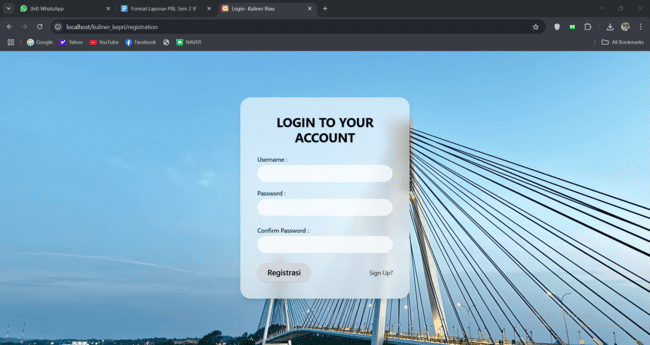 (64) WhatsApp
Format Laporan PBL Sem 2 IF
Login- Kuliner Riau
localhost/kuliner_kepri/registration
Google
Yahoo
YouTube
Facebook
NAVER
All Bookmarks
LOGIN TO YOUR
ACCOUNT
Username :
Password :
Confirm Password :
Registrasi
Sign Up?